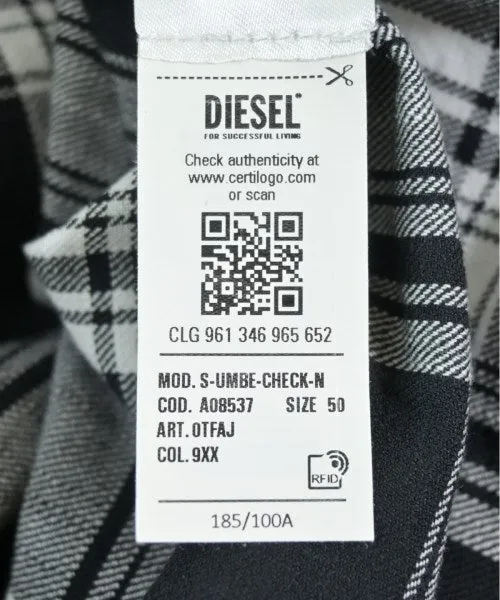 DIESEL
FOR SUCCESSFUL LIVING
Check authenticity at
www.certilogo.com
or scan
CLG 961 346 965 652
MOD. S-UMBE-CHECK-N
COD. A08537 SIZE 50
ART.0TFAJ
COL.9XX
RFID
185/100A